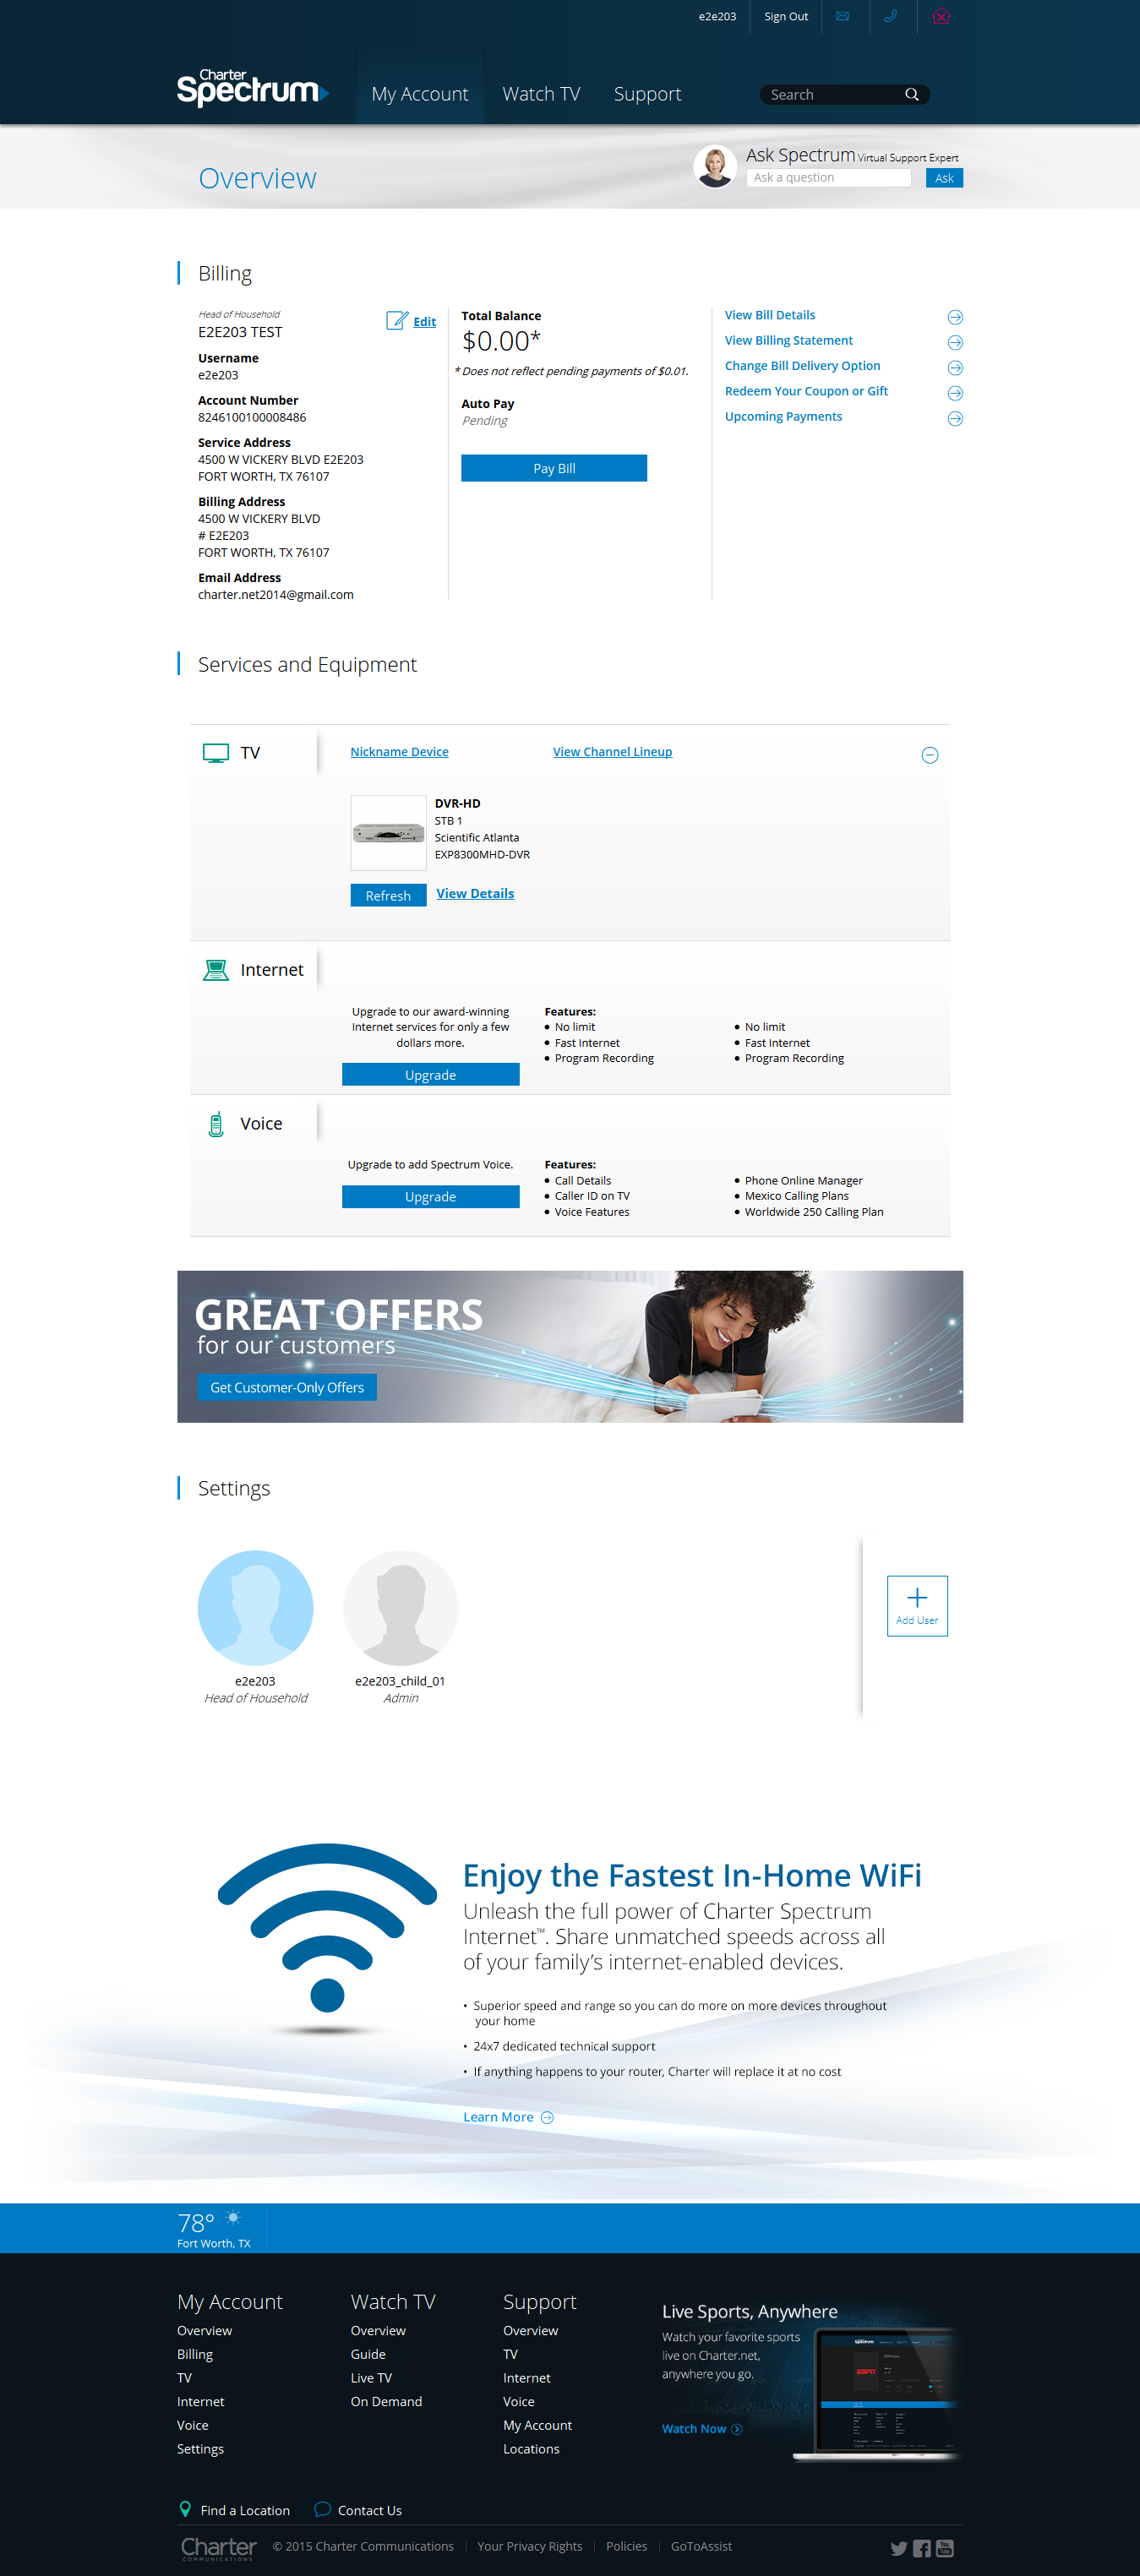 e2e203
Sign Out
Charter
Spectrum
My Account
Watch TV
Support
Search
Overview
Ask Spectrum Virtual Support Expert
Ask a question
Ask
Billing
Head of Household
E2E203 TEST
Edit
Username
e2e203
Account Number
8246100100008486
Service Address
4500 W VICKERY BLVD E2E203
FORT WORTH, TX 76107
Billing Address
4500 W VICKERY BLVD
# E2E203
FORT WORTH, TX 76107
Email Address
charter.net2014@gmail.com
Total Balance
$0.00*
* Does not reflect pending payments of $0.01.
Auto Pay
Pending
Pay Bill
View Bill Details
View Billing Statement
Change Bill Delivery Option
Redeem Your Coupon or Gift
Upcoming Payments
Services and Equipment
TV
Nickname Device
View Channel Lineup
DVR-HD
STB 1
Scientific Atlanta
EXP8300MHD-DVR
Refresh
View Details
Internet
Upgrade to our award-winning
Internet services for only a few
dollars more.
Upgrade
Features:
• No limit
• Fast Internet
• Program Recording
• No limit
• Fast Internet
• Program Recording
Voice
Upgrade to add Spectrum Voice.
Upgrade
Features:
• Call Details
• Caller ID on TV
• Voice Features
• Phone Online Manager
• Mexico Calling Plans
• Worldwide 250 Calling Plan
GREAT OFFERS
for our customers
Get Customer-Only Offers
Settings
e2e203
Head of Household
e2e203_child_01
Admin
Add User
Enjoy the Fastest In-Home WiFi
Unleash the full power of Charter Spectrum
Internet™. Share unmatched speeds across all
of your family's internet-enabled devices.
• Superior speed and range so you can do more on more devices throughout
your home
• 24x7 dedicated technical support
• If anything happens to your router, Charter will replace it at no cost
Learn More
78°
Fort Worth, TX
My Account
Overview
Billing
TV
Internet
Voice
Settings
Watch TV
Overview
Guide
Live TV
On Demand
Support
Overview
TV
Internet
Voice
My Account
Locations
Live Sports, Anywhere
Watch your favorite sports
live on Charter.net,
anywhere you go.
Watch Now
Spectrum
ESPN
Find a Location
Contact Us
Charter
COMMUNICATIONS
© 2015 Charter Communications
Your Privacy Rights
Policies
GoToAssist
You
Tube